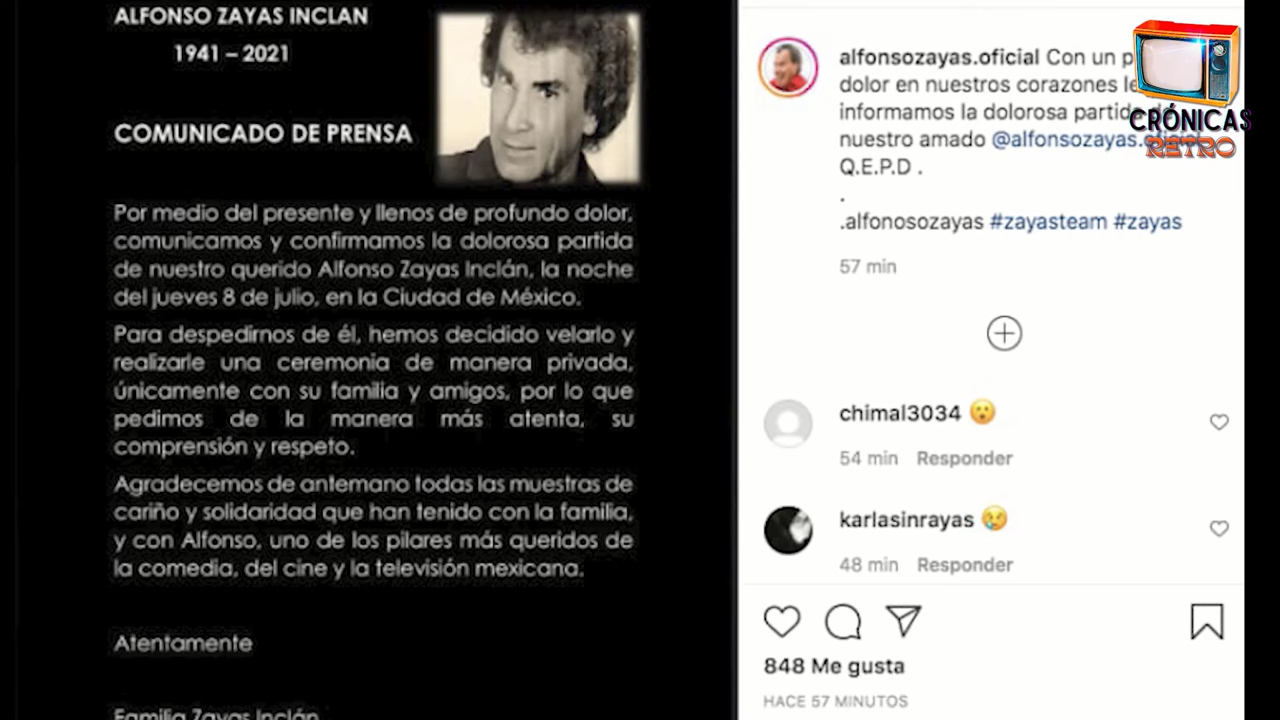 ALFONSO ZAYAS INCLAN
1941 – 2021
COMUNICADO DE PRENSA
Por medio del presente y llenos de profundo dolor,
comunicamos y confirmamos la dolorosa partida
de nuestro querido Alfonso Zayas Inclán, la noche
del jueves 8 de julio, en la Ciudad de México.
Para despedirnos de él, hemos decidido velarlo y
realizarle una ceremonia de manera privada,
únicamente con su familia y amigos, por lo que
pedimos de la manera más atenta, su
comprensión y respeto.
Agradecemos de antemano todas las muestras de
cariño y solidaridad que han tenido con la familia,
y con Alfonso, uno de los pilares más queridos de
la comedia, del cine y la televisión mexicana.
Atentamente
Familia Zayas Inclán
alfonsozayas.oficial Con un
dolor en nuestros corazones
informamos la dolorosa
nuestro amado @alfonsozayas.oficial
Q.E.P.D .
.
.alfonosozayas #zayasteam #zayas
57 min
chimal3034 😮
54 min Responder
karlasinrayas 😢
48 min Responder
848 Me gusta
HACE 57 MINUTOS
CRÓNICAS
RETRO